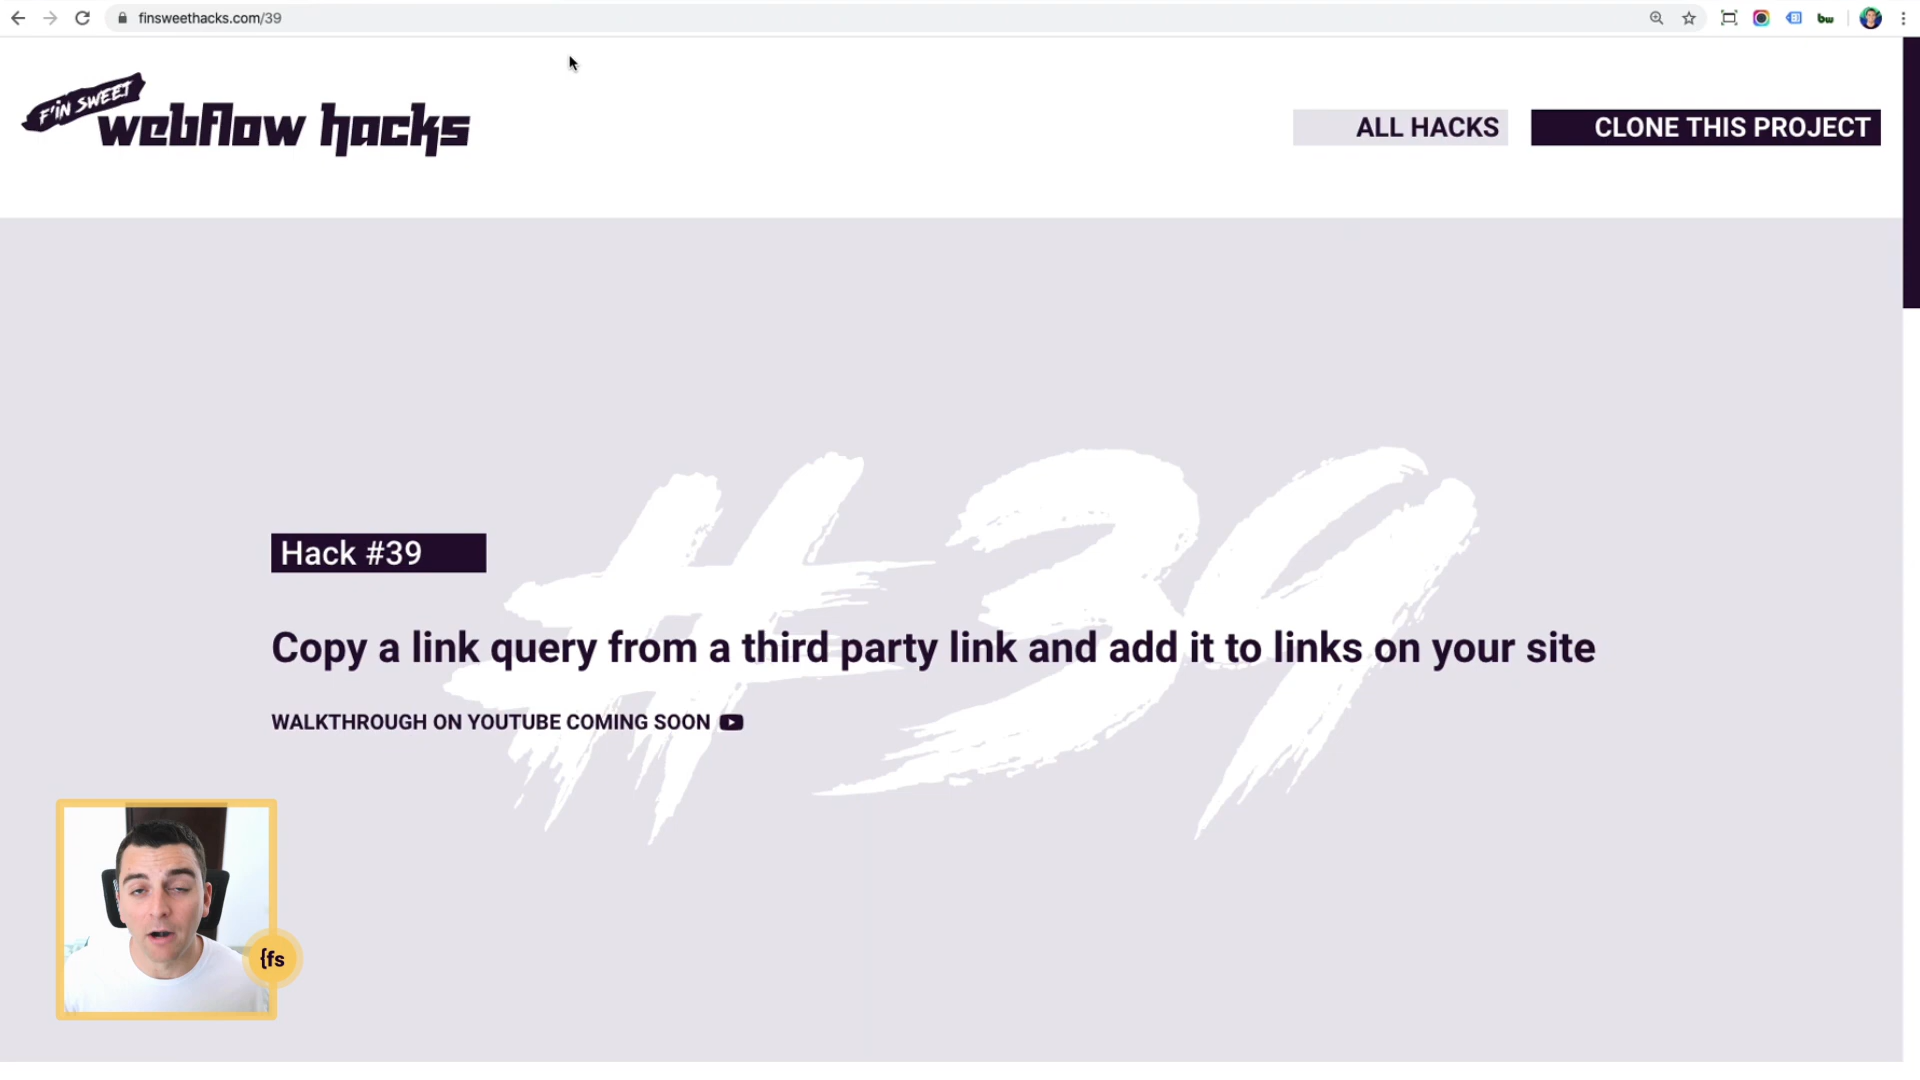 finsweethacks.com/39
bw
F'IN SWEET
webflow hacks
ALL HACKS
CLONE THIS PROJECT
#39
Hack #39
Copy a link query from a third party link and add it to links on your site
WALKTHROUGH ON YOUTUBE COMING SOON
{fs